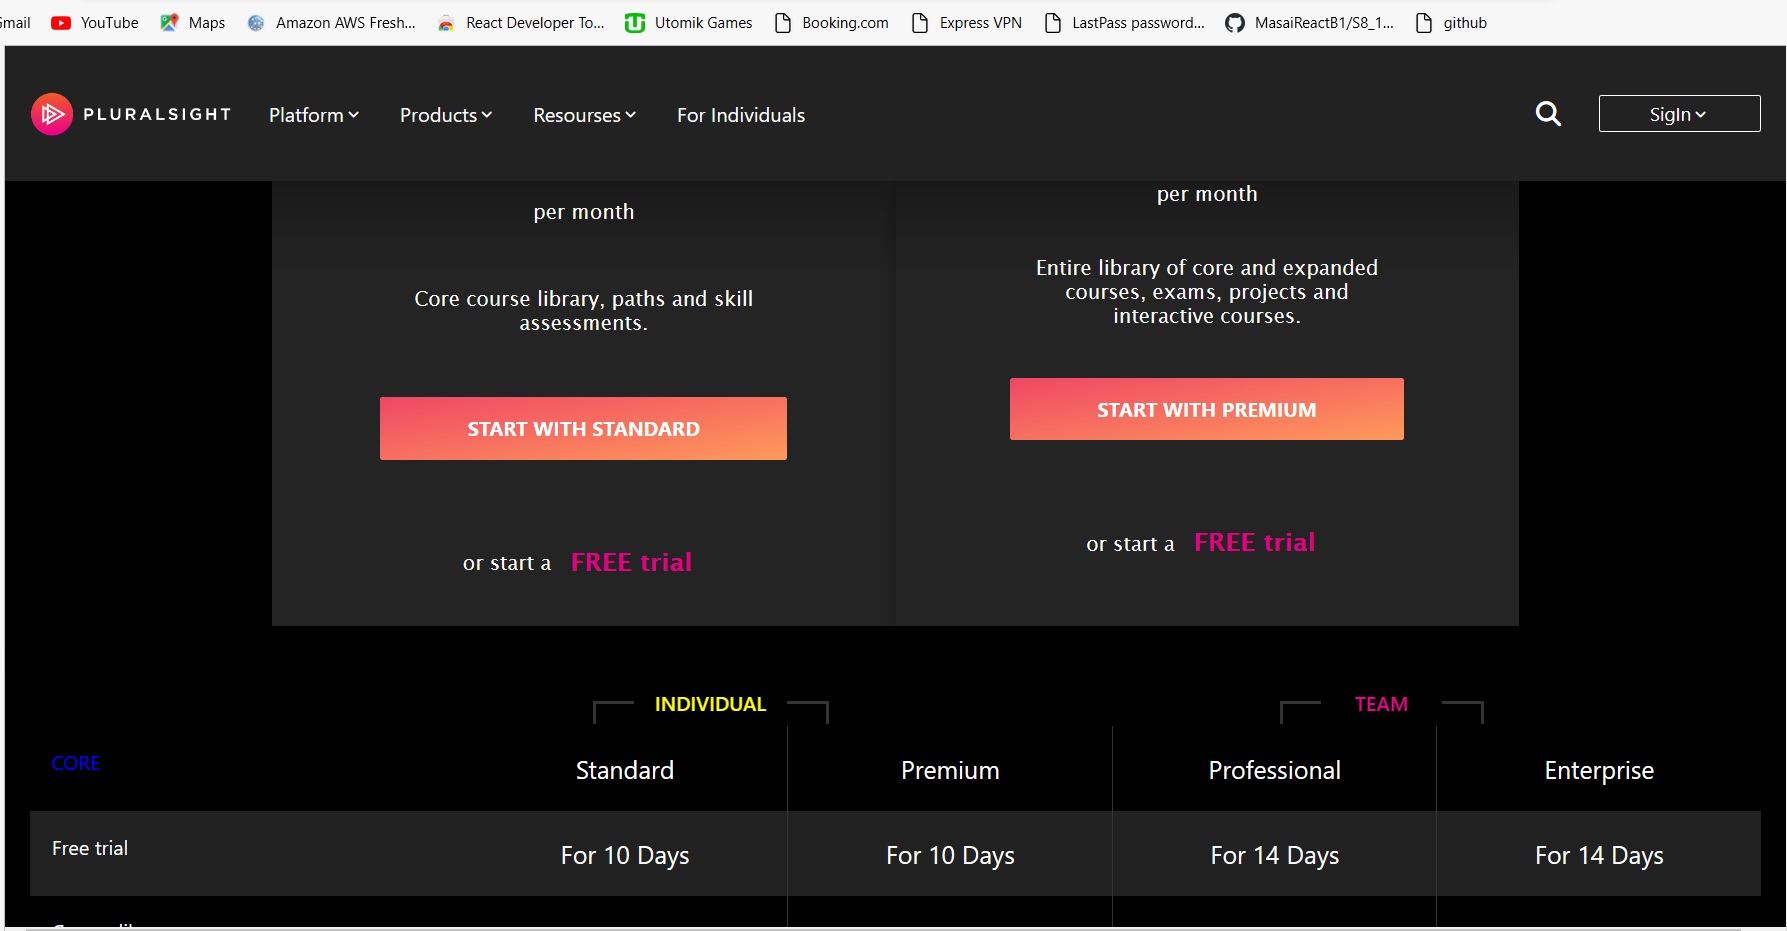 mail YouTube Maps Amazon AWS Fresh... React Developer To... Utomik Games Booking.com Express VPN LastPass password... MasaiReactB1/S8_1... github
PLURALSIGHT Platform Products Resourses For Individuals SigIn
per month
Core course library, paths and skill
assessments.
START WITH STANDARD
or start a FREE trial
per month
Entire library of core and expanded
courses, exams, projects and
interactive courses.
START WITH PREMIUM
or start a FREE trial
INDIVIDUAL TEAM
CORE Standard Premium Professional Enterprise
Free trial For 10 Days For 10 Days For 14 Days For 14 Days